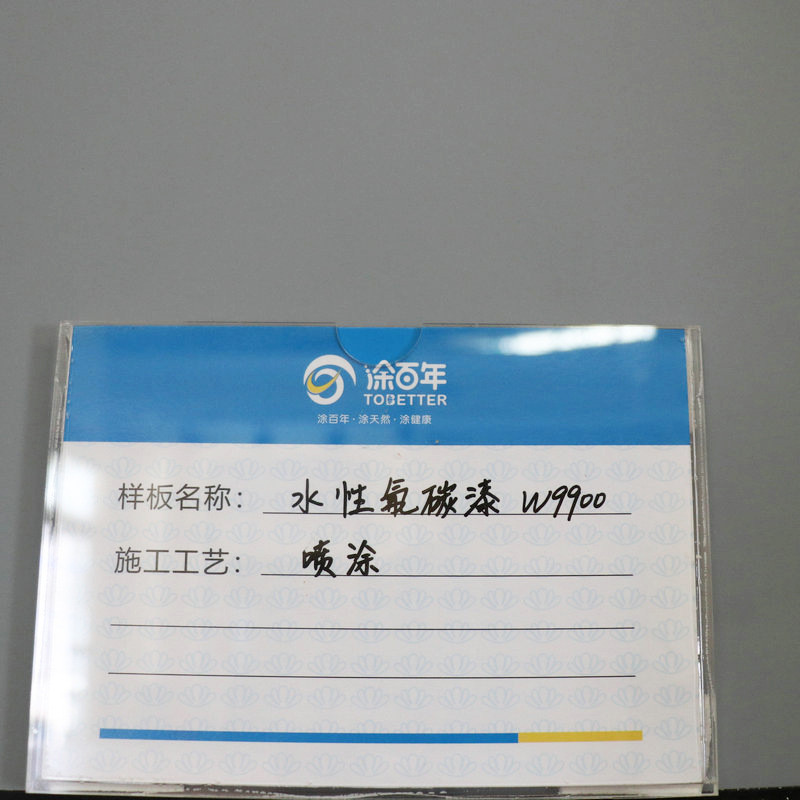 涂百年
TOBETTER
涂百年·涂天然·涂健康
样板名称: 水性氟碳漆 W9900
施工工艺: 喷涂